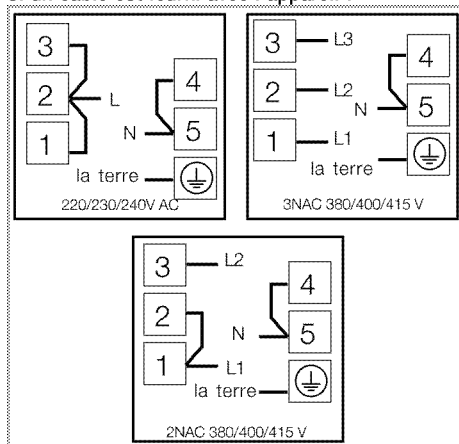 3
2 L 4
1 N 5
la terre
220/230/240V AC
3 L3 4
2 L2 N 5
1 L1
la terre
3NAC 380/400/415 V
3 L2 4
2 N 5
1 L1
la terre
2NAC 380/400/415 V